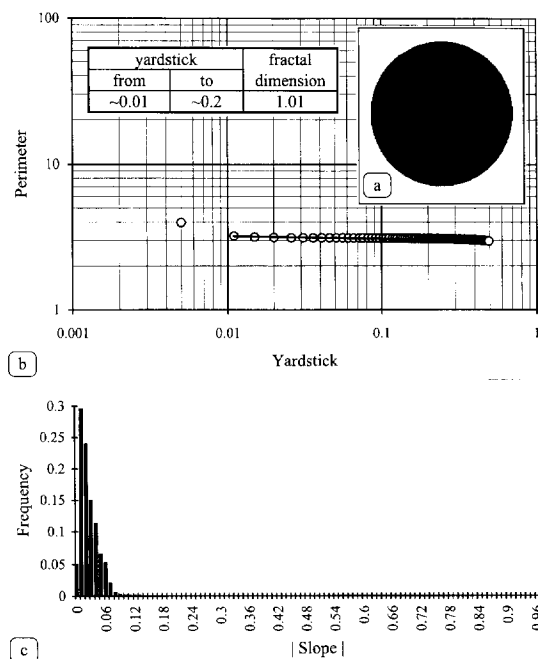 100
10
1
Perimeter
yardstick fractal
from to dimension
~0.01 ~0.2 1.01
a
0.001 0.01 0.1 1
Yardstick
b
0.3
0.25
0.2
0.15
0.1
0.05
0
Frequency
0 0.06 0.12 0.18 0.24 0.3 0.36 0.42 0.48 0.54 0.6 0.66 0.72 0.78 0.84 0.9 0.96
| Slope |
c